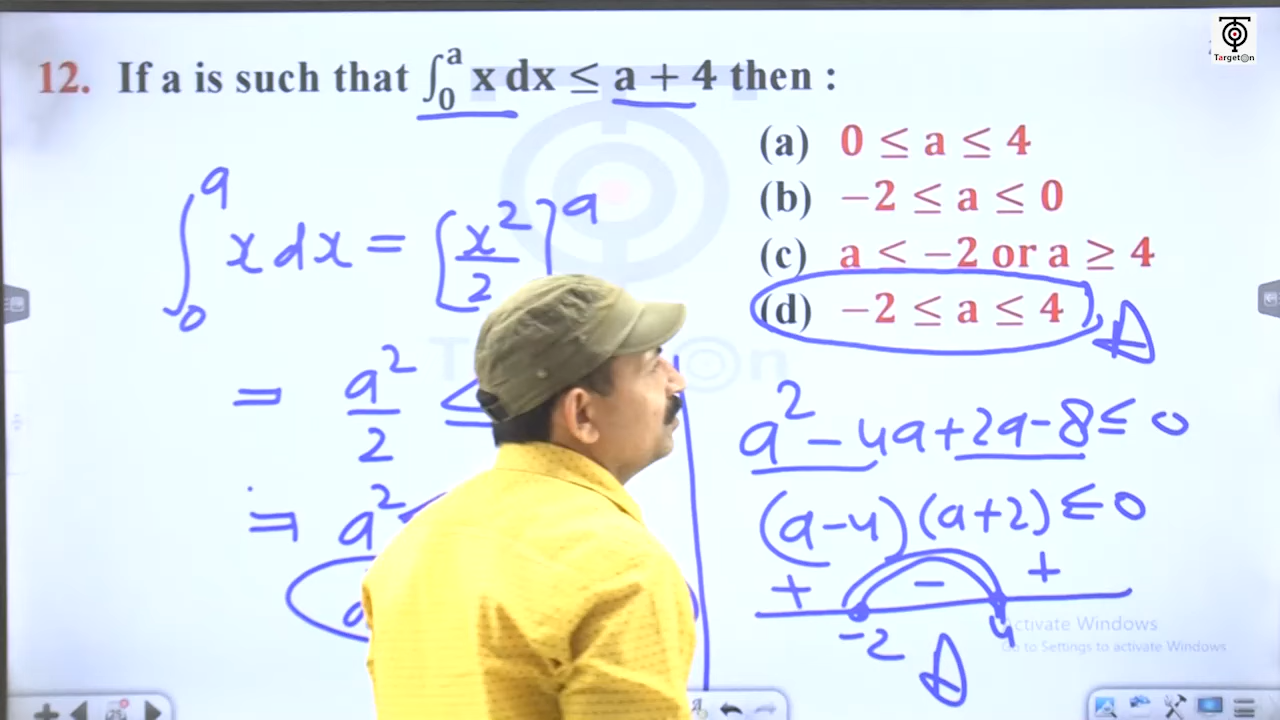 12. If a is such that ∫₀ᵃ x dx ≤ a + 4 then :
(a) 0 ≤ a ≤ 4
(b) −2 ≤ a ≤ 0
(c) a < −2 or a ≥ 4
(d) −2 ≤ a ≤ 4
D
∫₀ᵃ x dx = [x²/2]ᵃ
= a²/2 ≤
⇒ a²
a² − 4a + 2a − 8 ≤ 0
(a−4)(a+2) ≤ 0
+ − +
−2 4
D
TargetOn
Activate Windows
Go to Settings to activate Windows